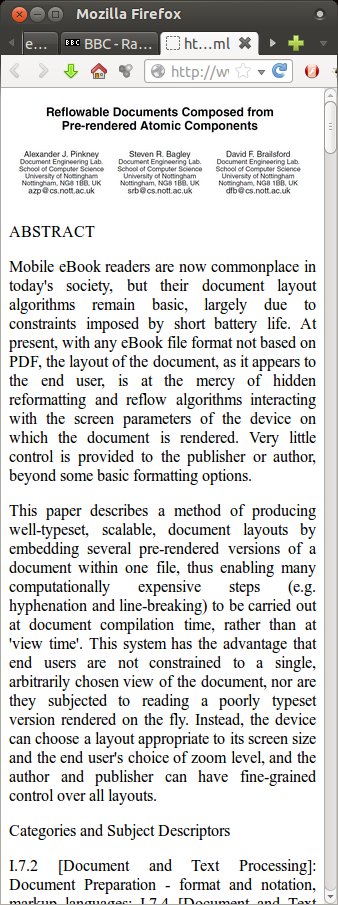 Mozilla Firefox
e...
BBC BBC - Ra...
ht...ml
http://w
Reflowable Documents Composed from
Pre-rendered Atomic Components
Alexander J. Pinkney Steven R. Bagley David F. Brailsford
Document Engineering Lab. Document Engineering Lab. Document Engineering Lab.
School of Computer Science School of Computer Science School of Computer Science
University of Nottingham University of Nottingham University of Nottingham
Nottingham, NG8 1BB, UK Nottingham, NG8 1BB, UK Nottingham, NG8 1BB, UK
azp@cs.nott.ac.uk srb@cs.nott.ac.uk dfb@cs.nott.ac.uk
ABSTRACT
Mobile eBook readers are now commonplace in
today's society, but their document layout
algorithms remain basic, largely due to
constraints imposed by short battery life. At
present, with any eBook file format not based on
PDF, the layout of the document, as it appears to
the end user, is at the mercy of hidden
reformatting and reflow algorithms interacting
with the screen parameters of the device on
which the document is rendered. Very little
control is provided to the publisher or author,
beyond some basic formatting options.
This paper describes a method of producing
well-typeset, scalable, document layouts by
embedding several pre-rendered versions of a
document within one file, thus enabling many
computationally expensive steps (e.g.
hyphenation and line-breaking) to be carried out
at document compilation time, rather than at
'view time'. This system has the advantage that
end users are not constrained to a single,
arbitrarily chosen view of the document, nor are
they subjected to reading a poorly typeset
version rendered on the fly. Instead, the device
can choose a layout appropriate to its screen size
and the end user's choice of zoom level, and the
author and publisher can have fine-grained
control over all layouts.
Categories and Subject Descriptors
I.7.2 [Document and Text Processing]:
Document Preparation - format and notation,
markup languages; I.7.4 [Document and Text